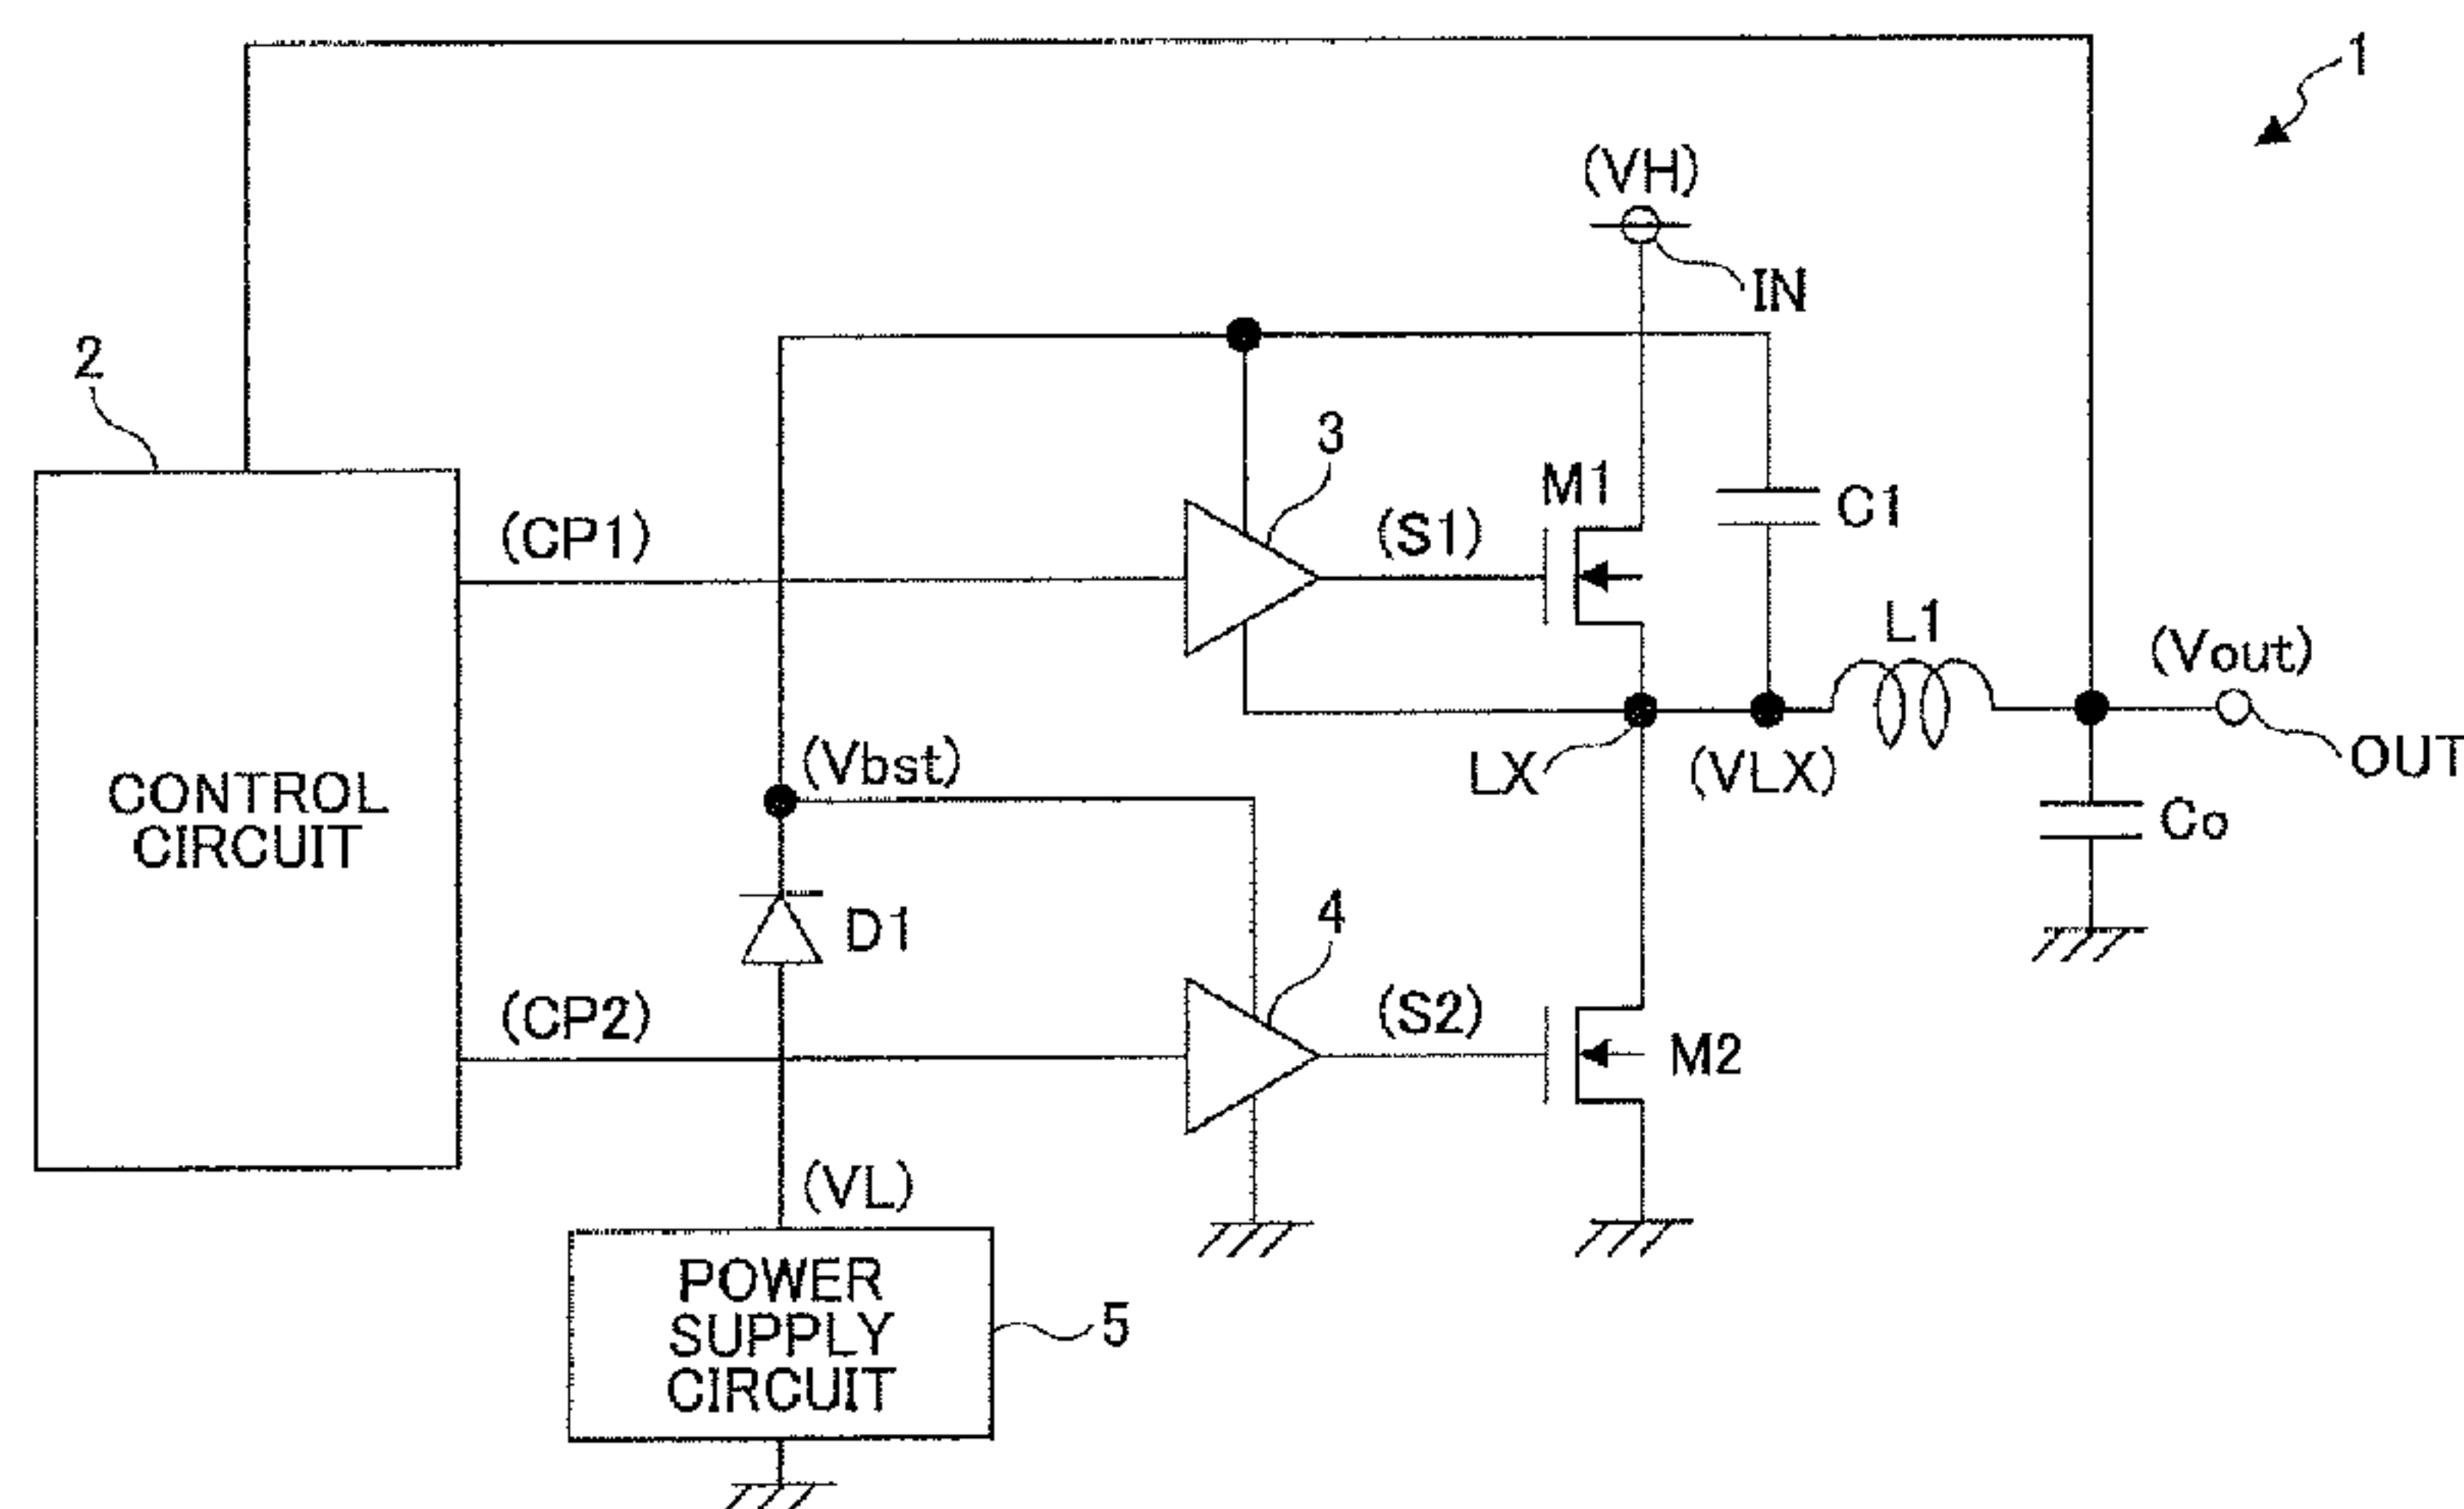 1
(VH)
IN
2
3
M1
(CP1)
(S1)
C1
L1
(Vout)
(Vbst)
LX
(VLX)
OUT
CONTROL
CIRCUIT
Co
4
D1
(CP2)
(S2)
M2
(VL)
POWER
SUPPLY
CIRCUIT
5